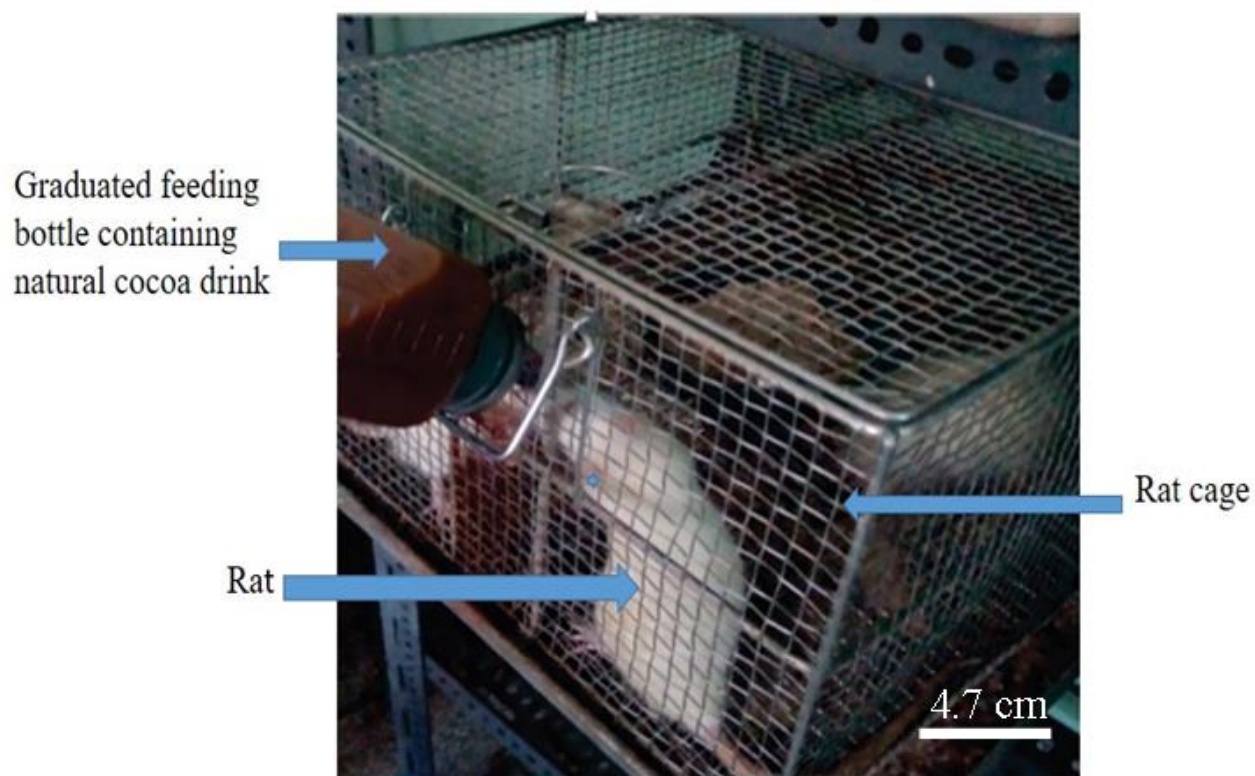 Graduated feeding
bottle containing
natural cocoa drink
Rat cage
Rat
4.7 cm